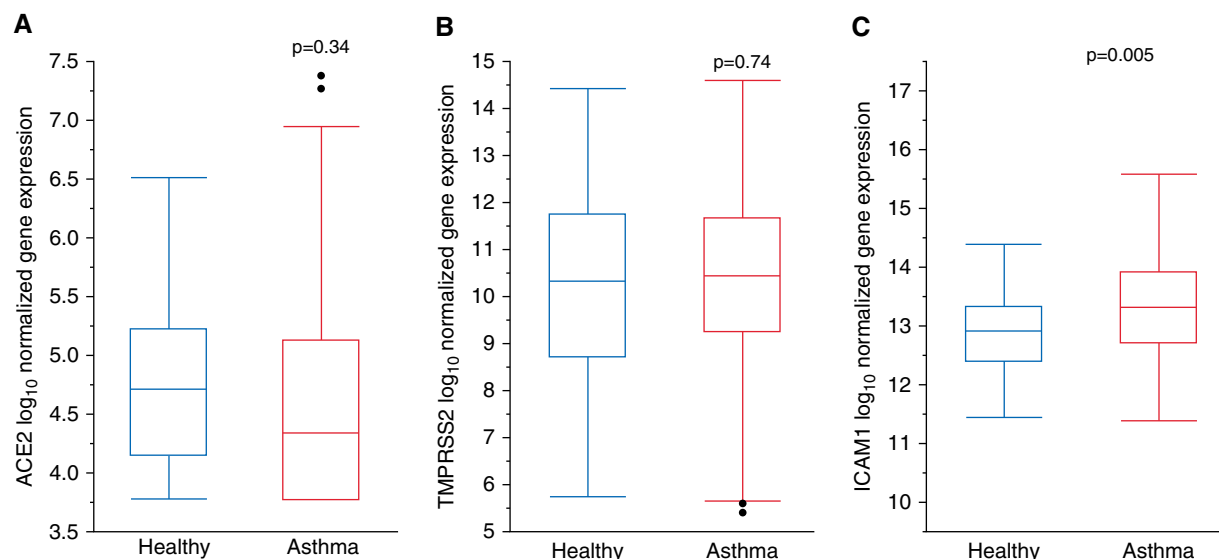 A
p=0.34
ACE2 log10 normalized gene expression
7.5
7.0
6.5
6.0
5.5
5.0
4.5
4.0
3.5
Healthy Asthma
B
p=0.74
TMPRSS2 log10 normalized gene expression
15
14
13
12
11
10
9
8
7
6
5
Healthy Asthma
C
p=0.005
ICAM1 log10 normalized gene expression
17
16
15
14
13
12
13
10
Healthy Asthma